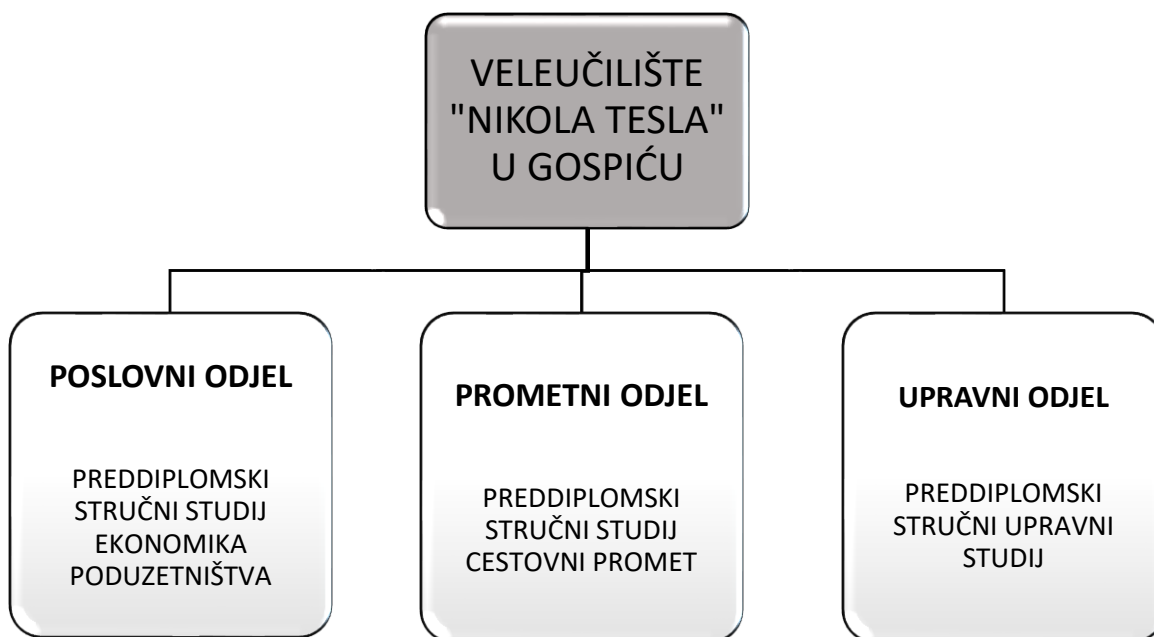 VELEUČILIŠTE
"NIKOLA TESLA"
U GOSPIĆU
POSLOVNI ODJEL
PREDDIPLOMSKI
STRUČNI STUDIJ
EKONOMIKA
PODUZETNIŠTVA
PROMETNI ODJEL
PREDDIPLOMSKI
STRUČNI STUDIJ
CESTOVNI PROMET
UPRAVNI ODJEL
PREDDIPLOMSKI
STRUČNI UPRAVNI
STUDIJ